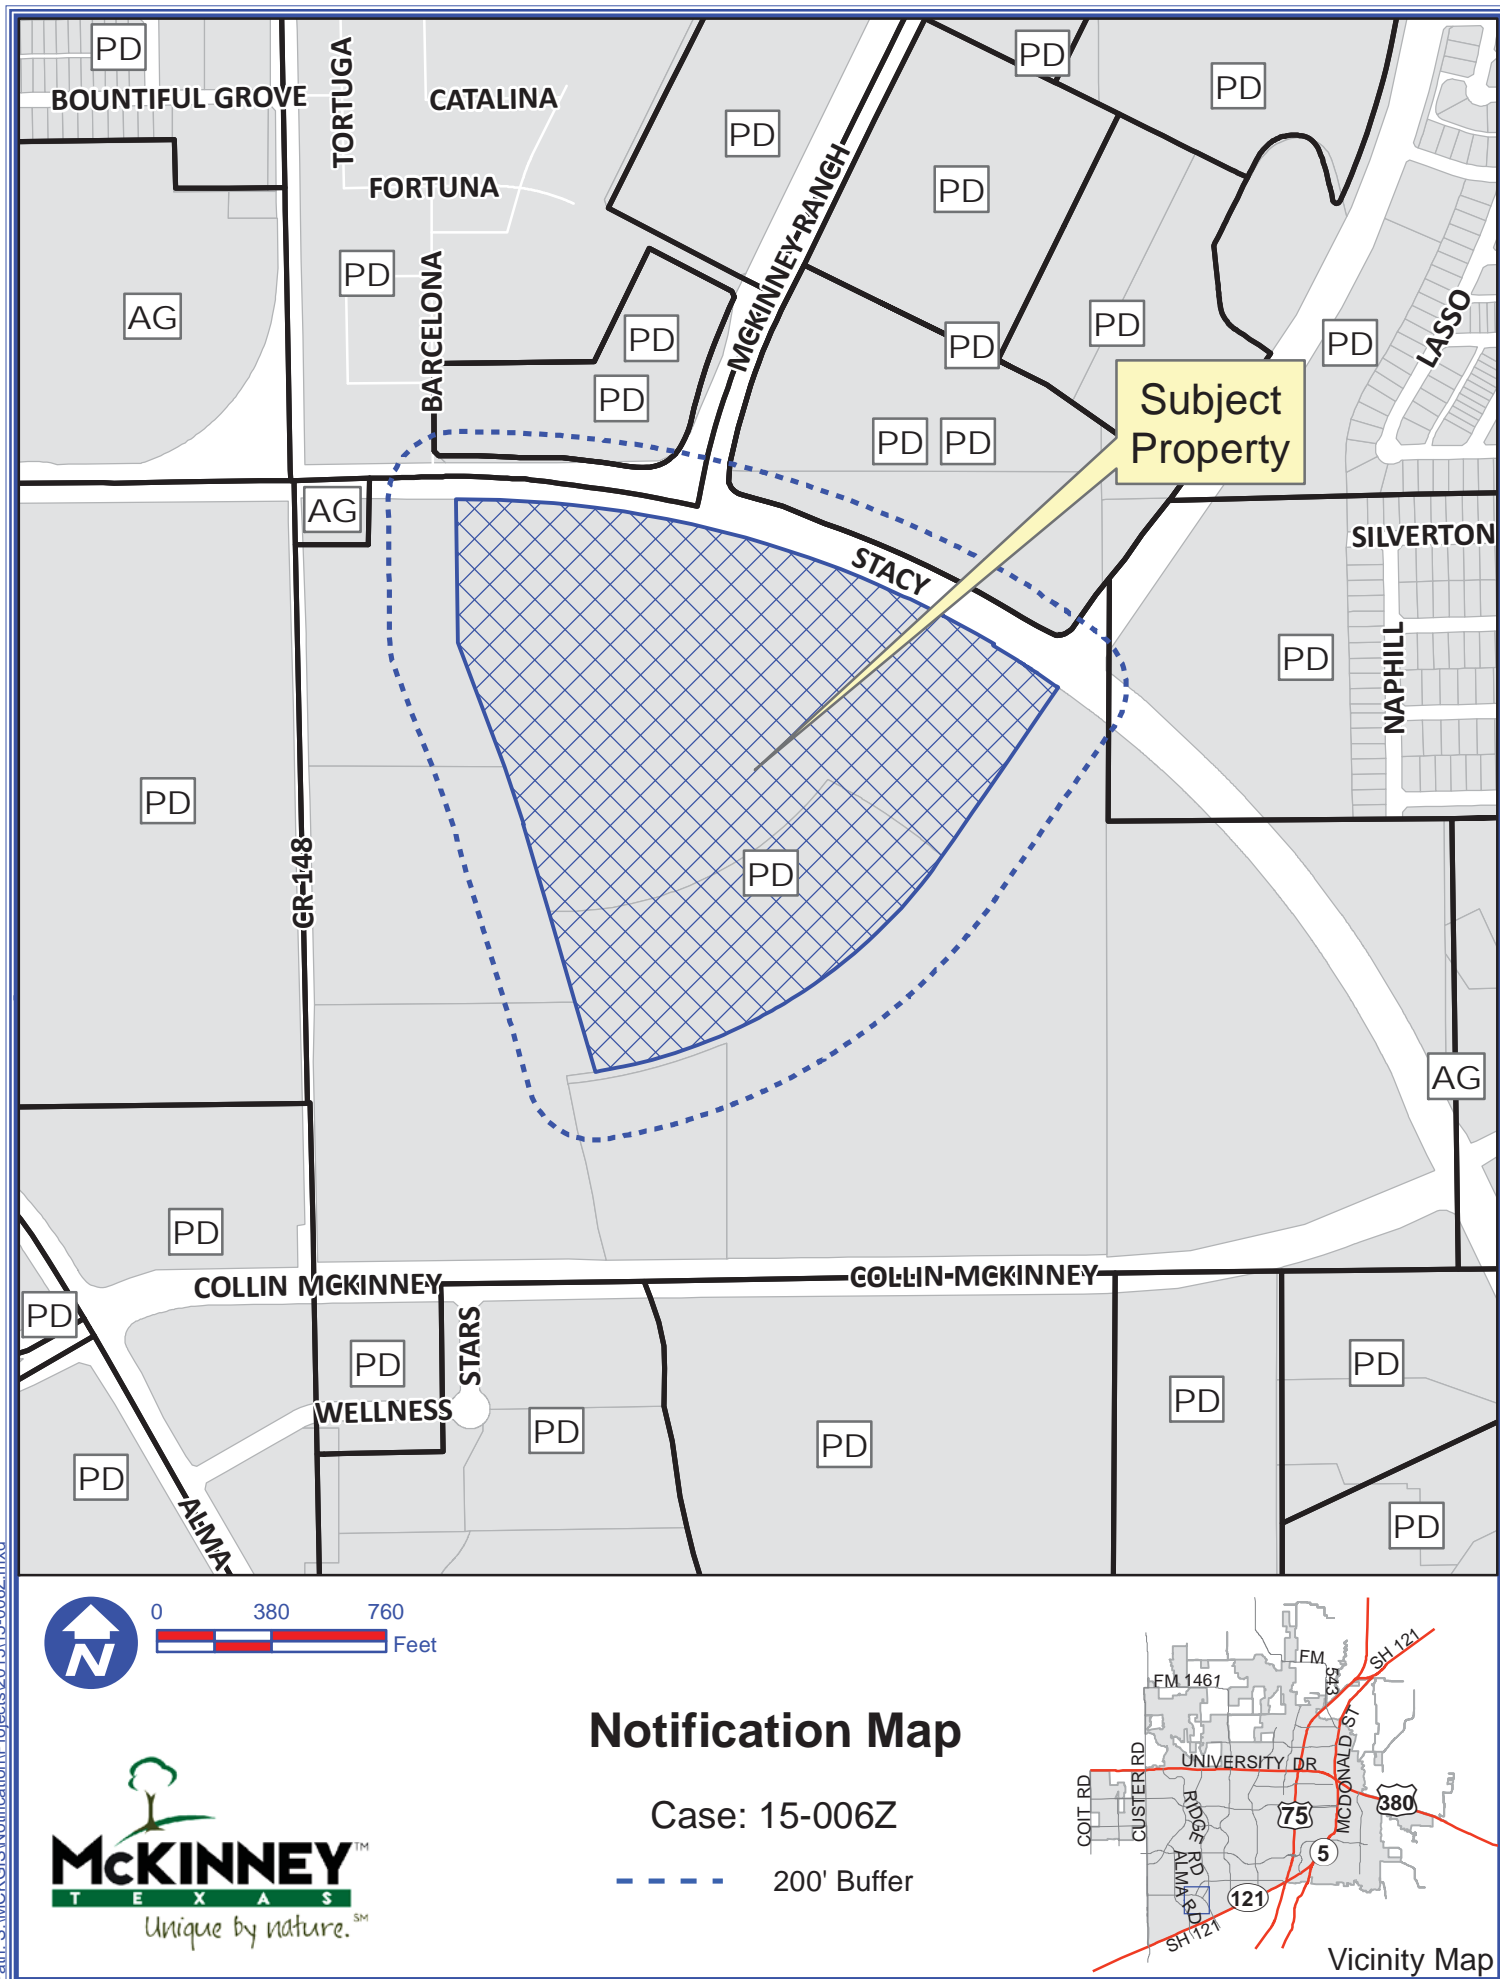 PD
BOUNTIFUL GROVE
TORTUGA
CATALINA
FORTUNA
PD
PD
PD
PD
MCKINNEY-RANCH
PD
AG
BARCELONA
PD
PD
PD
PD
PD
LASSO
PD
PD
PD
Subject
Property
AG
STACY
SILVERTON
NAPHILL
PD
PD
CR-148
PD
AG
PD
COLLIN MCKINNEY
COLLIN-MCKINNEY
PD
STARS
PD
WELLNESS
PD
PD
PD
PD
PD
ALMA
PD
N
0 380 760
Feet
McKINNEY™
TEXAS
Unique by nature.℠
Notification Map
Case: 15-006Z
200' Buffer
FM 1461
FM
543
SH 121
UNIVERSITY DR
MCDONALD ST
COIT RD
CUSTER RD
RIDGE RD
ALMA RD
75
380
5
121
SH 121
Vicinity Map